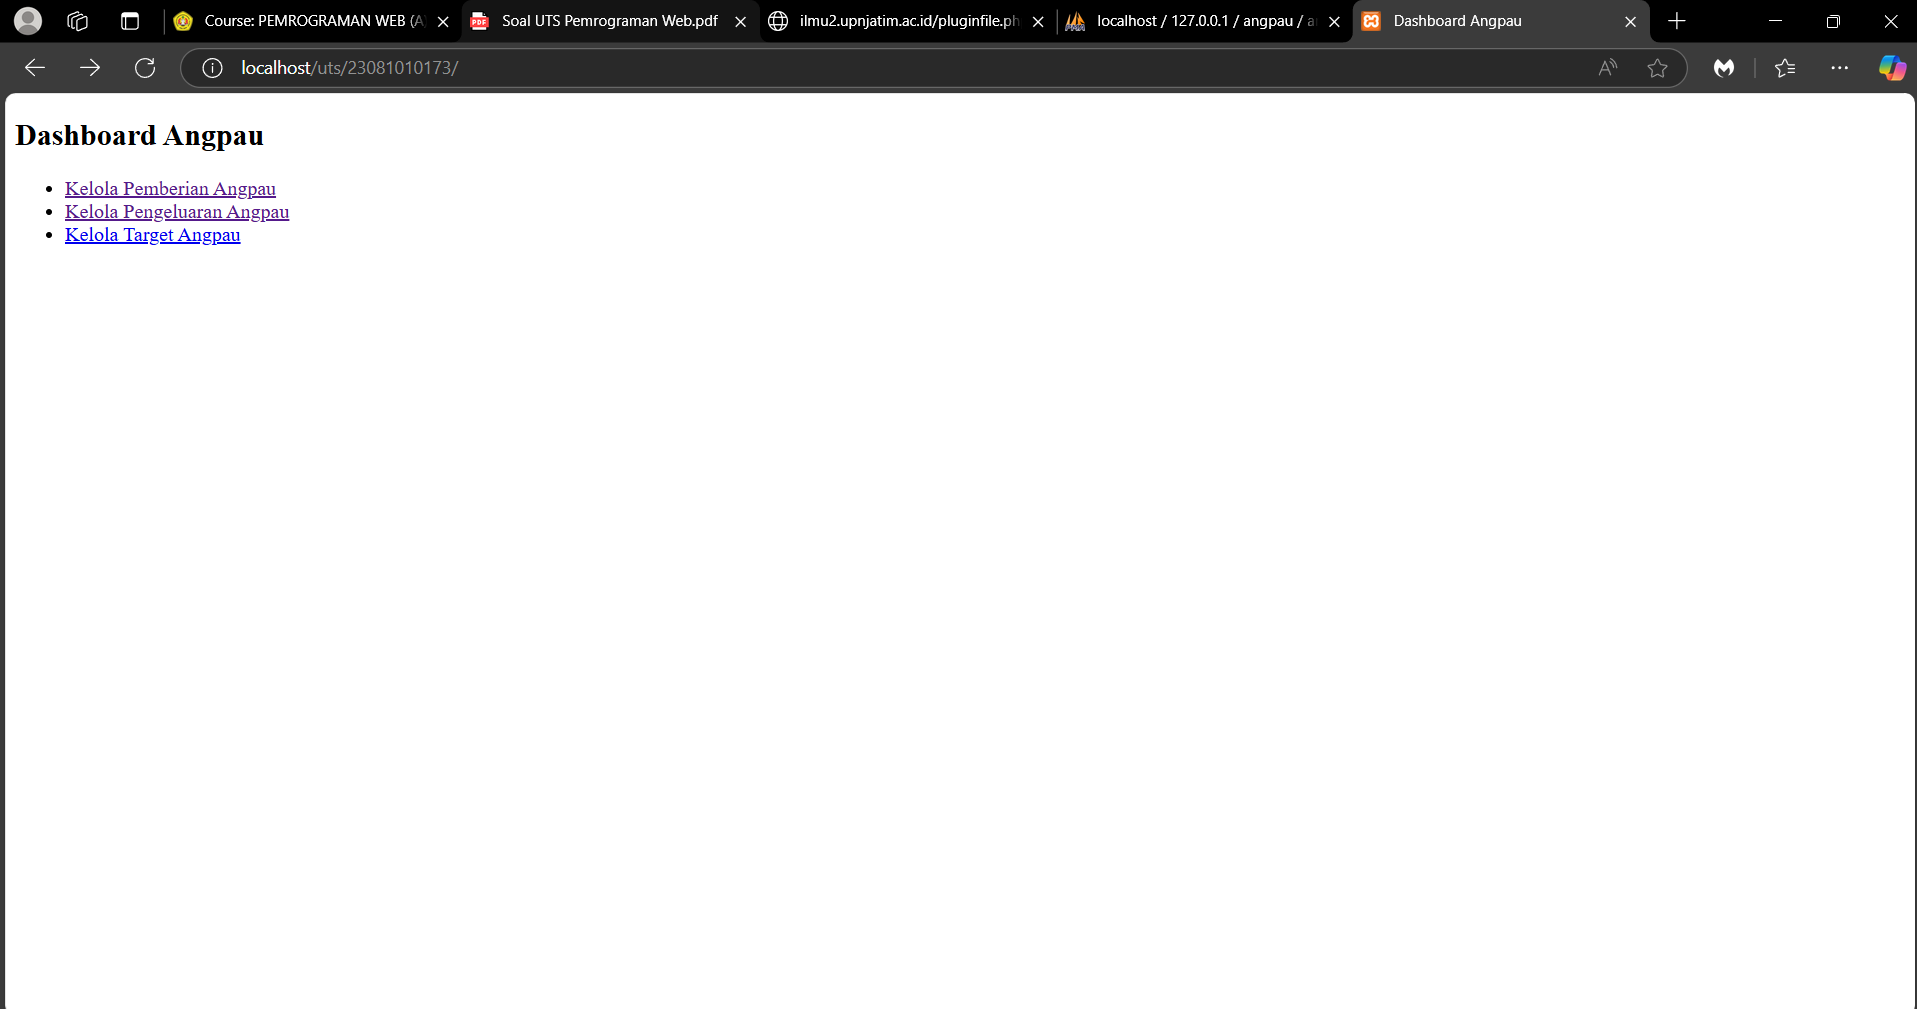 Course: PEMROGRAMAN WEB (A)
Soal UTS Pemrograman Web.pdf
ilmu2.upnjatim.ac.id/pluginfile.ph
localhost / 127.0.0.1 / angpau / a
Dashboard Angpau
localhost/uts/23081010173/
Dashboard Angpau
• Kelola Pemberian Angpau
• Kelola Pengeluaran Angpau
• Kelola Target Angpau